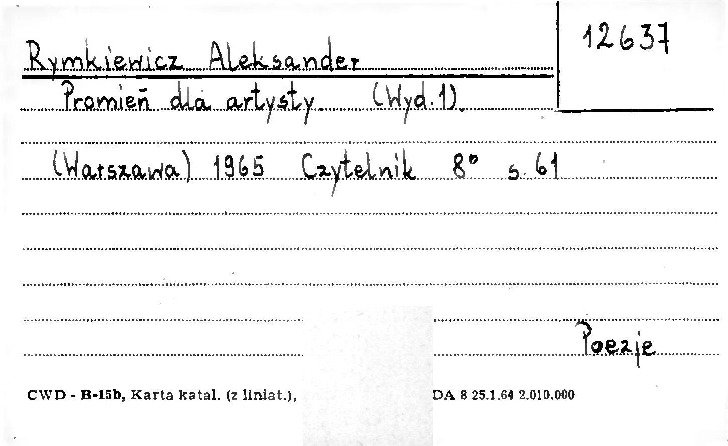 12637
Rymkiewicz Aleksander
Promień dla artysty. (Wyd.1).
(Warszawa) 1965 Czytelnik 8° s.61
Poezje
CWD - B-15b, Karta katal. (z liniat.), DA 8 25.1.64 2.010.000